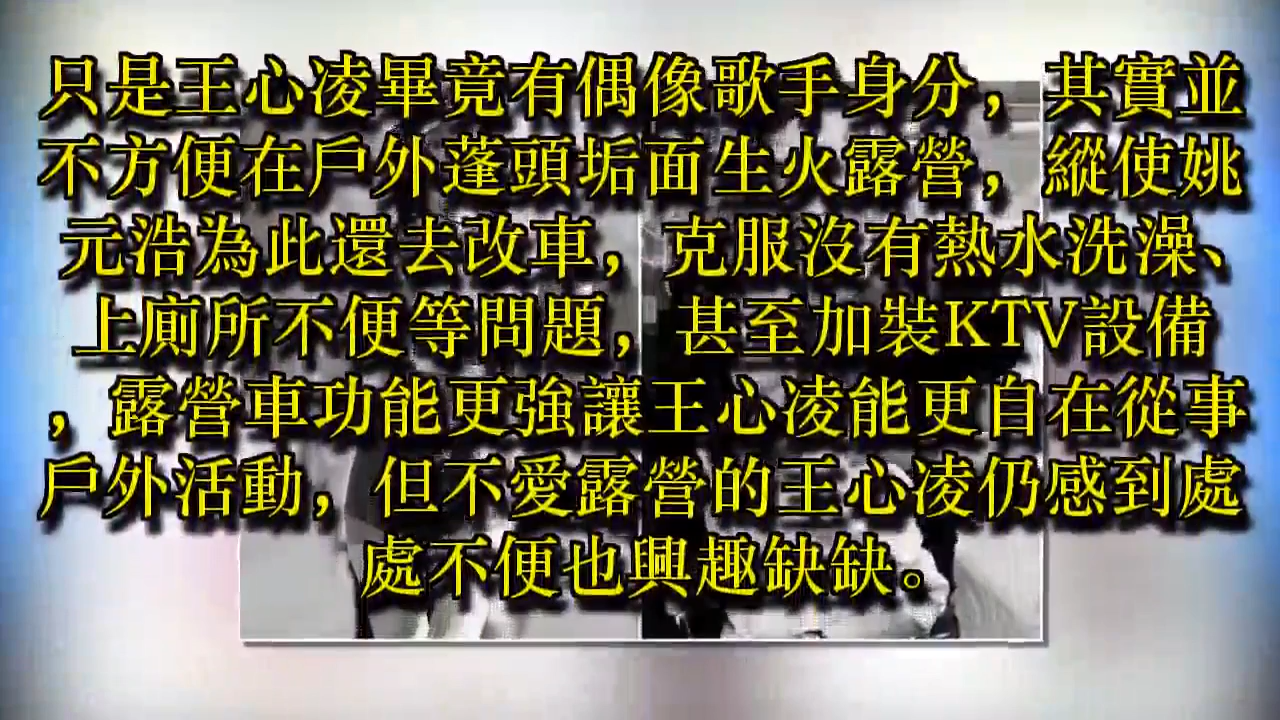 只是王心凌畢竟有偶像歌手身分，其實並
不方便在戶外蓬頭垢面生火露營，縱使姚
元浩為此還去改車，克服沒有熱水洗澡、
上廁所不便等問題，甚至加裝KTV設備
，露營車功能更強讓王心凌能更自在從事
戶外活動，但不愛露營的王心凌仍感到處
處不便也興趣缺缺。